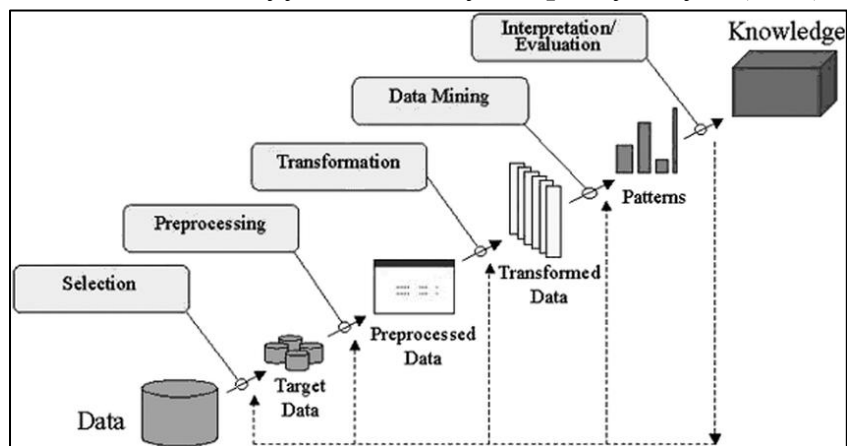 Interpretation/
Evaluation
Knowledge
Data Mining
Patterns
Transformation
Transformed
Data
Preprocessing
Preprocessed
Data
Selection
Target
Data
Data